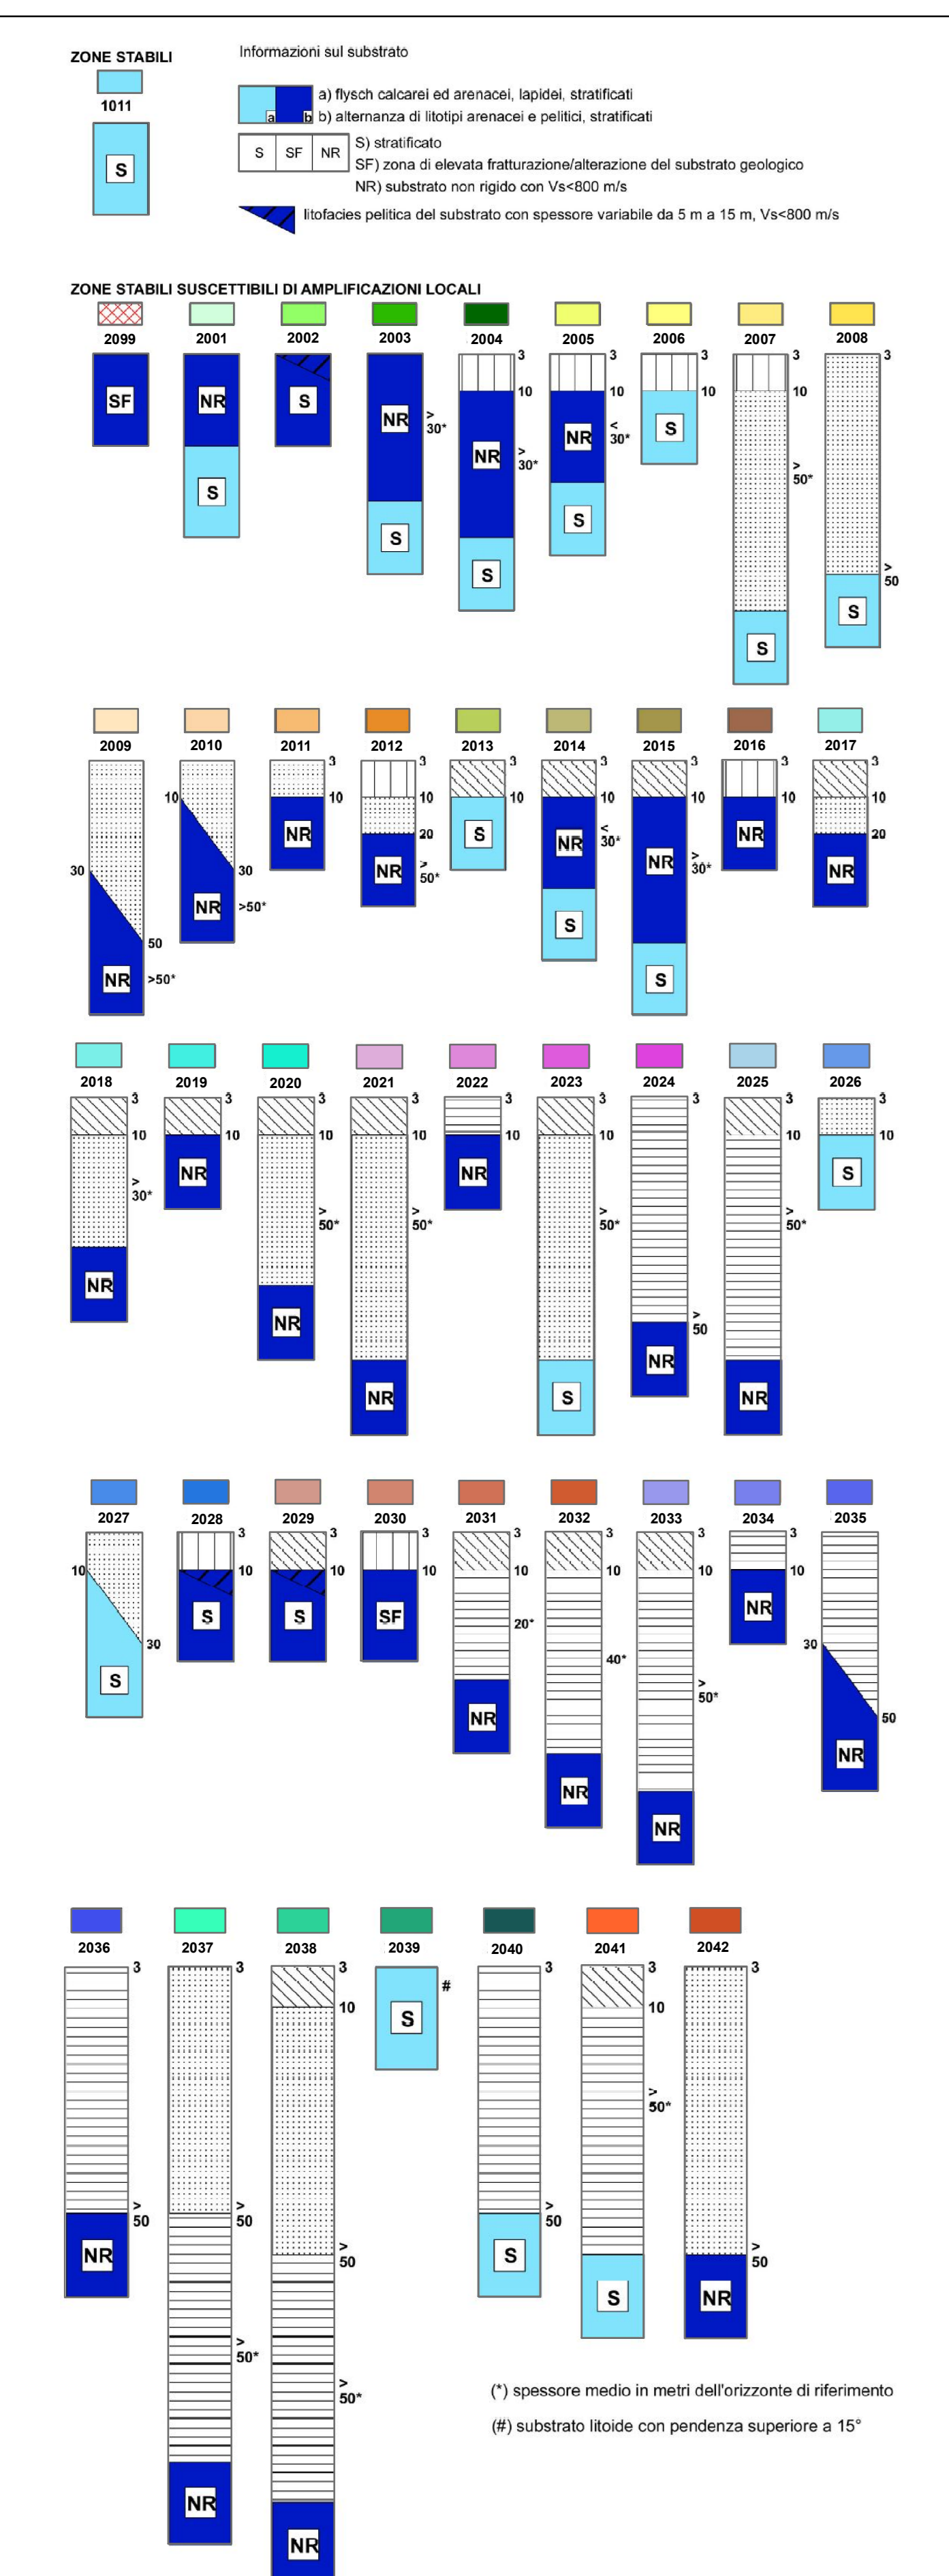 ZONE STABILI
Informazioni sul substrato
1011
S
a
b
a) flysch calcarei ed arenacei, lapidei, stratificati
b) alternanza di litotipi arenacei e pelitici, stratificati
S SF NR
S) stratificato
SF) zona di elevata fratturazione/alterazione del substrato geologico
NR) substrato non rigido con Vs<800 m/s
litofacies pelitica del substrato con spessore variabile da 5 m a 15 m, Vs<800 m/s
ZONE STABILI SUSCETTIBILI DI AMPLIFICAZIONI LOCALI
2099 2001 2002 2003 2004 2005 2006 2007 2008
3 3 3 3 3
10 10 10 10
SF NR S NR > 30* NR > 30* NR < 30* S > 50*
S S S S > 50
S S
2009 2010 2011 2012 2013 2014 2015 2016 2017
3 3 3 3 3 3 3
10 10 10 10 10 10 10 10
NR 20 S NR < 30* NR > 30* NR 20
30 30 NR > 50* NR
NR >50* S
50
NR >50* S
2018 2019 2020 2021 2022 2023 2024 2025 2026
3 3 3 3 3 3 3 3 3
10 10 10 10 10 10 10 10
> 30* NR > 50* > 50* NR > 50* > 50* S
NR NR > 50
NR S NR NR
2027 2028 2029 2030 2031 2032 2033 2034 2035
3 3 3 3 3 3 3 3
10 10 10 10 10 10 10 10
S S SF 20* NR
30 40* 30
S > 50*
NR 50
NR NR NR
2036 2037 2038 2039 2040 2041 2042
3 3 3 # 3 3 3
10 S 10
> 50*
> 50 > 50 > 50
NR > 50 S > 50
S NR
> 50*
> 50*
NR
NR
(*) spessore medio in metri dell'orizzonte di riferimento
(#) substrato litoide con pendenza superiore a 15°